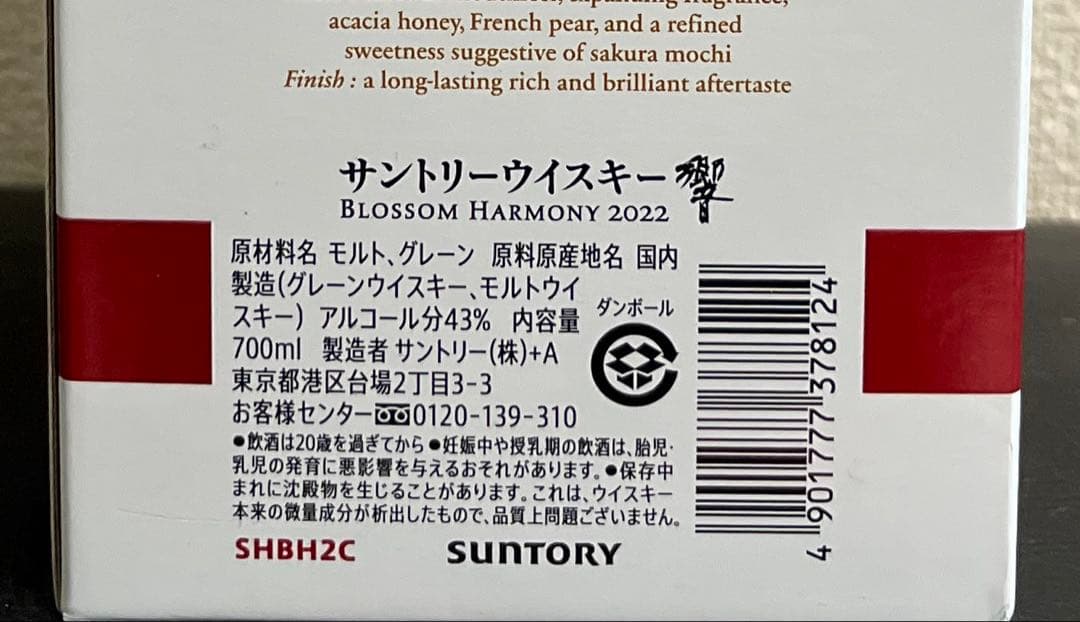 fragrance,
acacia honey, French pear, and a refined
sweetness suggestive of sakura mochi
Finish : a long-lasting rich and brilliant aftertaste
サントリーウイスキー 響
BLOSSOM HARMONY 2022
原材料名 モルト、グレーン 原料原産地名 国内
製造(グレーンウイスキー、モルトウイ
スキー) アルコール分43% 内容量
700ml 製造者 サントリー(株)+A
東京都港区台場2丁目3-3
お客様センター 0120-139-310
●飲酒は20歳を過ぎてから●妊娠中や授乳期の飲酒は、胎児・
乳児の発育に悪影響を与えるおそれがあります。●保存中
まれに沈殿物を生じることがあります。これは、ウイスキー
本来の微量成分が析出したもので、品質上問題ございません。
SHBH2C SUNTORY
ダンボール
4 901777 378124